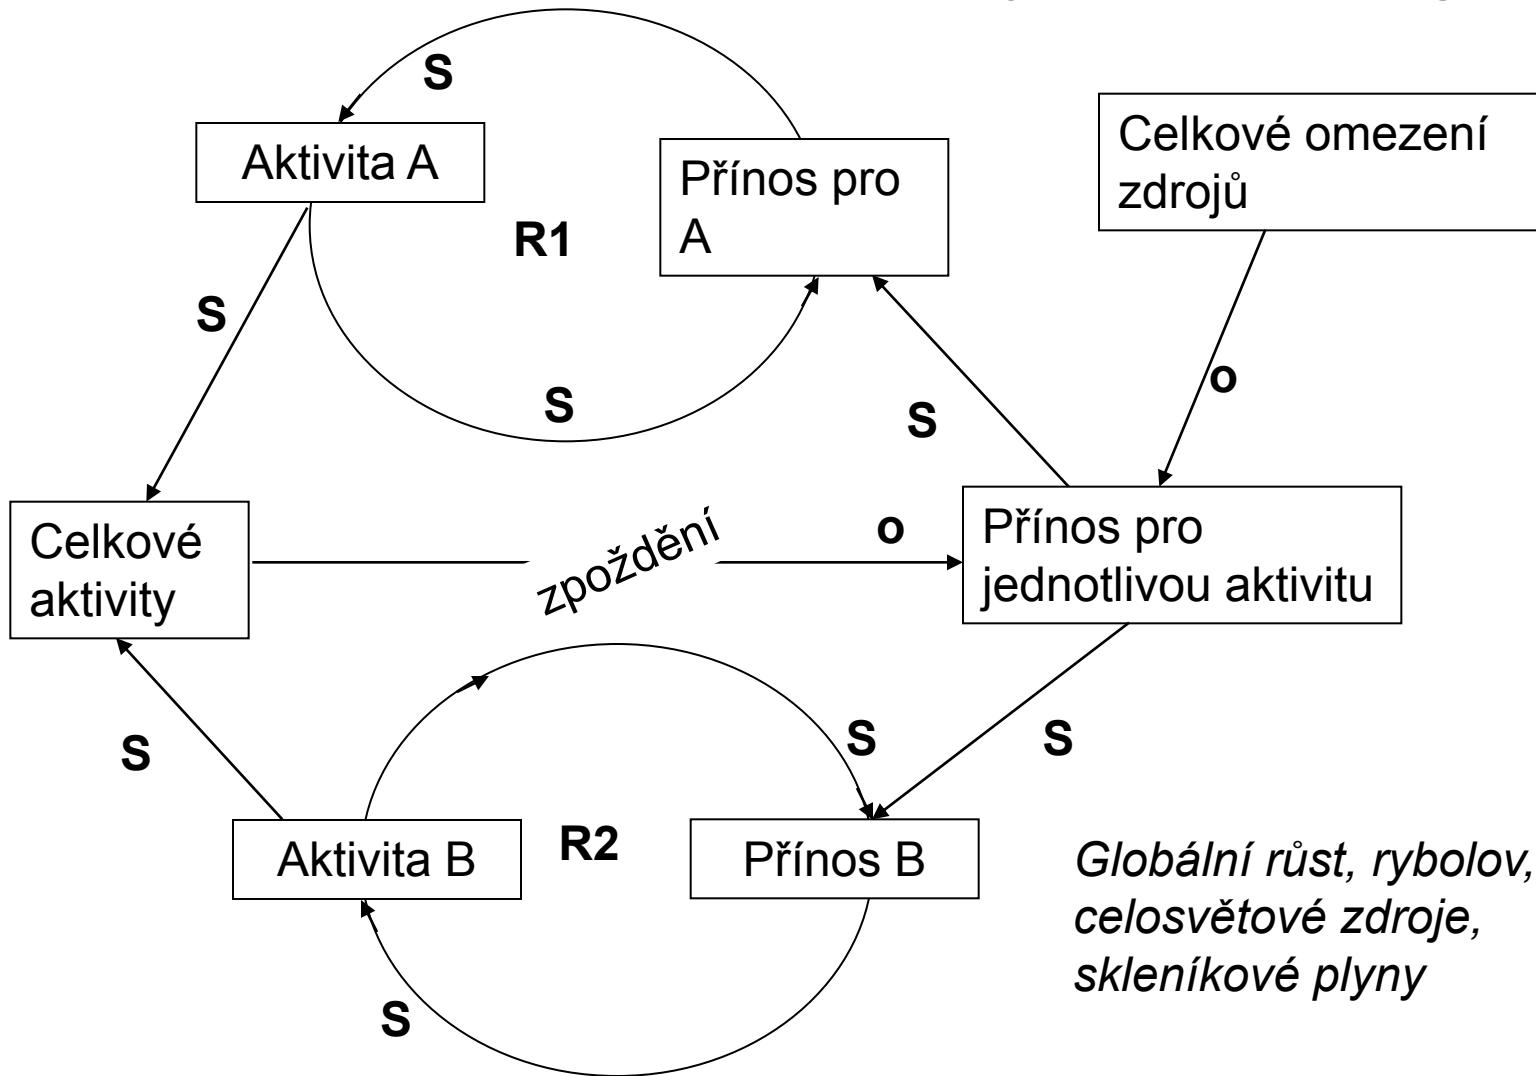 S
Aktivita A
Přínos pro
A
Celkové omezení
zdrojů
R1
S
o
S
S
Celkové
aktivity
zpoždění
o
Přínos pro
jednotlivou aktivitu
S
S
S
Aktivita B
R2
Přínos B
Globální růst, rybolov,
celosvětové zdroje,
skleníkové plyny
S